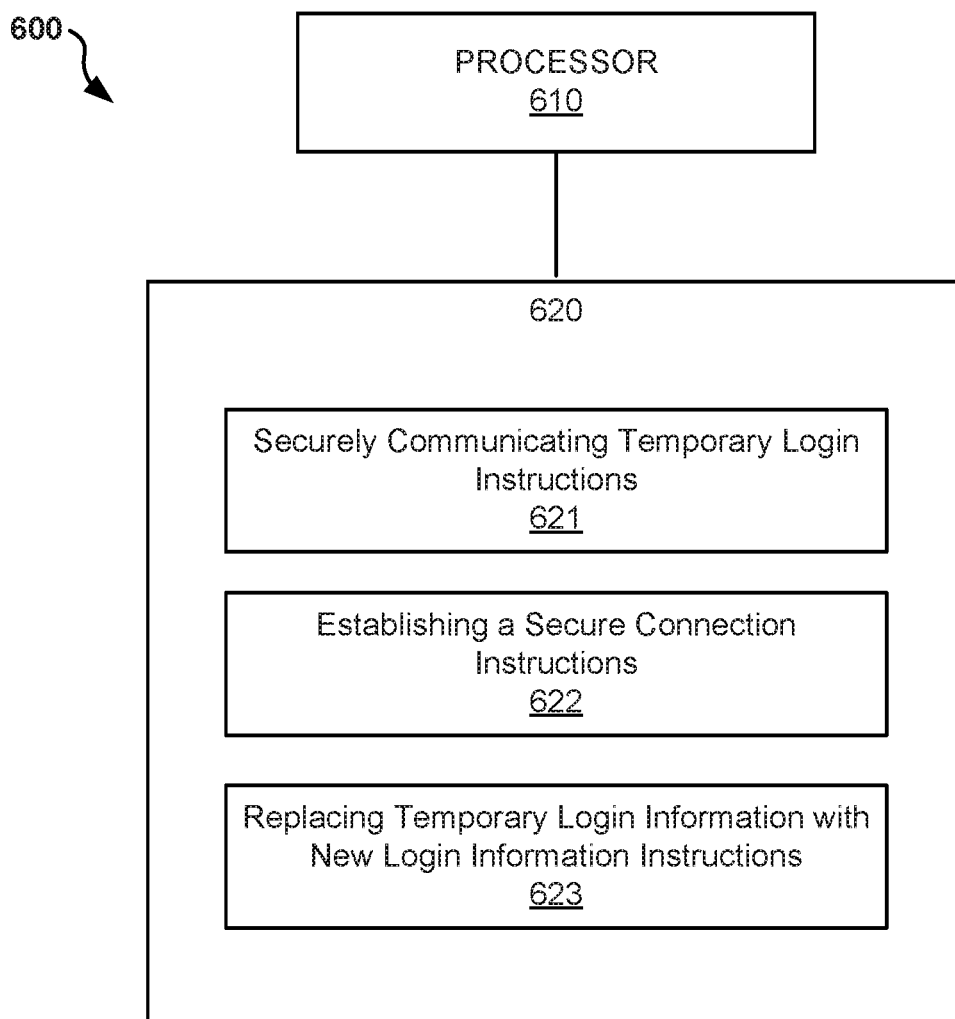 600
PROCESSOR
610
620
Securely Communicating Temporary Login
Instructions
621
Establishing a Secure Connection
Instructions
622
Replacing Temporary Login Information with
New Login Information Instructions
623